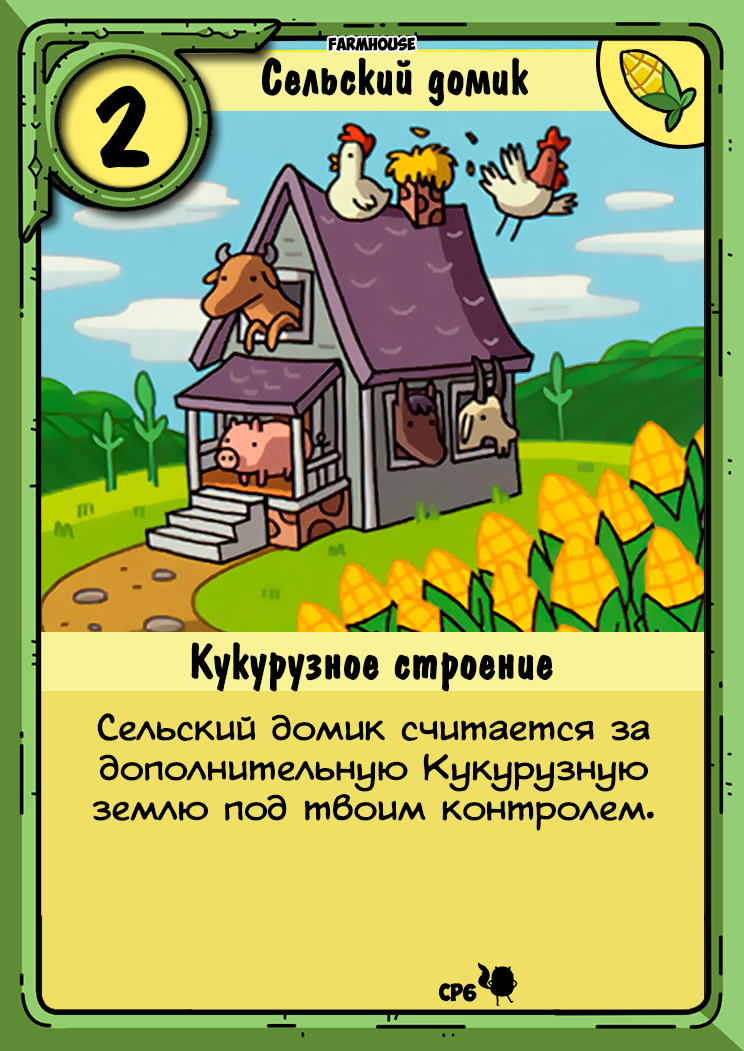 FARMHOUSE
Сельский домик
2
Кукурузное строение
Сельский домик считается за
дополнительную Кукурузную
землю под твоим контролем.
CP6